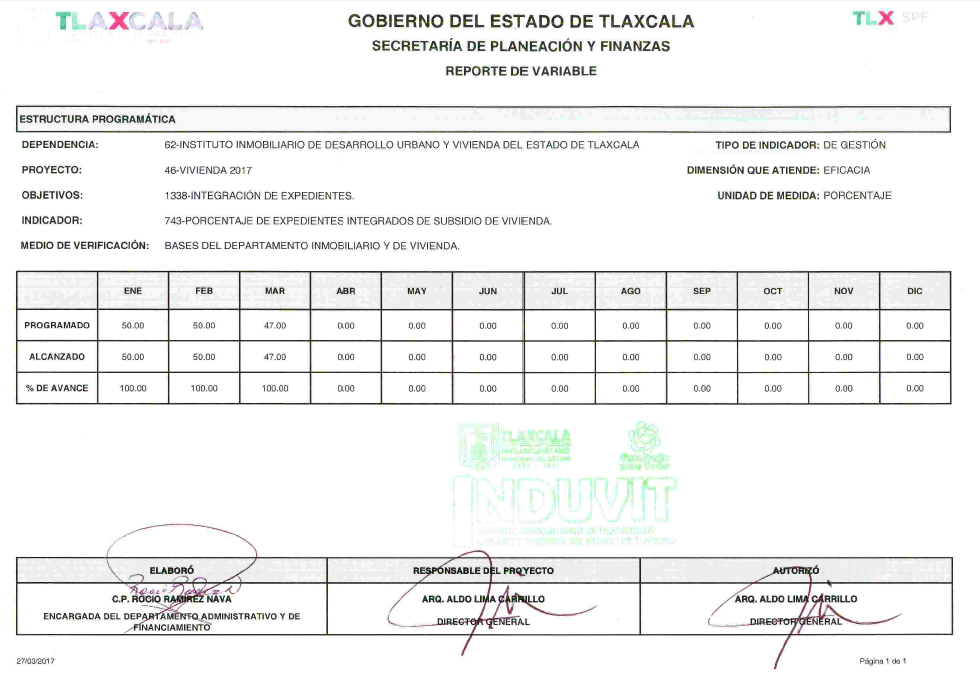 TLAXCALA
GOBIERNO DEL ESTADO DE TLAXCALA
TLX SPF
SECRETARÍA DE PLANEACIÓN Y FINANZAS
REPORTE DE VARIABLE
ESTRUCTURA PROGRAMÁTICA
DEPENDENCIA: 62-INSTITUTO INMOBILIARIO DE DESARROLLO URBANO Y VIVIENDA DEL ESTADO DE TLAXCALA TIPO DE INDICADOR: DE GESTIÓN
PROYECTO: 46-VIVIENDA 2017 DIMENSIÓN QUE ATIENDE: EFICACIA
OBJETIVOS: 1338-INTEGRACIÓN DE EXPEDIENTES. UNIDAD DE MEDIDA: PORCENTAJE
INDICADOR: 743-PORCENTAJE DE EXPEDIENTES INTEGRADOS DE SUBSIDIO DE VIVIENDA.
MEDIO DE VERIFICACIÓN: BASES DEL DEPARTAMENTO INMOBILIARIO Y DE VIVIENDA.
ENE FEB MAR ABR MAY JUN JUL AGO SEP OCT NOV DIC
PROGRAMADO 50.00 50.00 47.00 0.00 0.00 0.00 0.00 0.00 0.00 0.00 0.00 0.00
ALCANZADO 50.00 50.00 47.00 0.00 0.00 0.00 0.00 0.00 0.00 0.00 0.00 0.00
% DE AVANCE 100.00 100.00 100.00 0.00 0.00 0.00 0.00 0.00 0.00 0.00 0.00 0.00
TLAXCALA
INDUVIT
ELABORÓ RESPONSABLE DEL PROYECTO AUTORIZÓ
C.P. ROCIO RAMIREZ NAVA ARQ. ALDO LIMA CARRILLO ARQ. ALDO LIMA CARRILLO
ENCARGADA DEL DEPARTAMENTO ADMINISTRATIVO Y DE DIRECTOR GENERAL DIRECTOR GENERAL
FINANCIAMIENTO
27/03/2017 Página 1 de 1